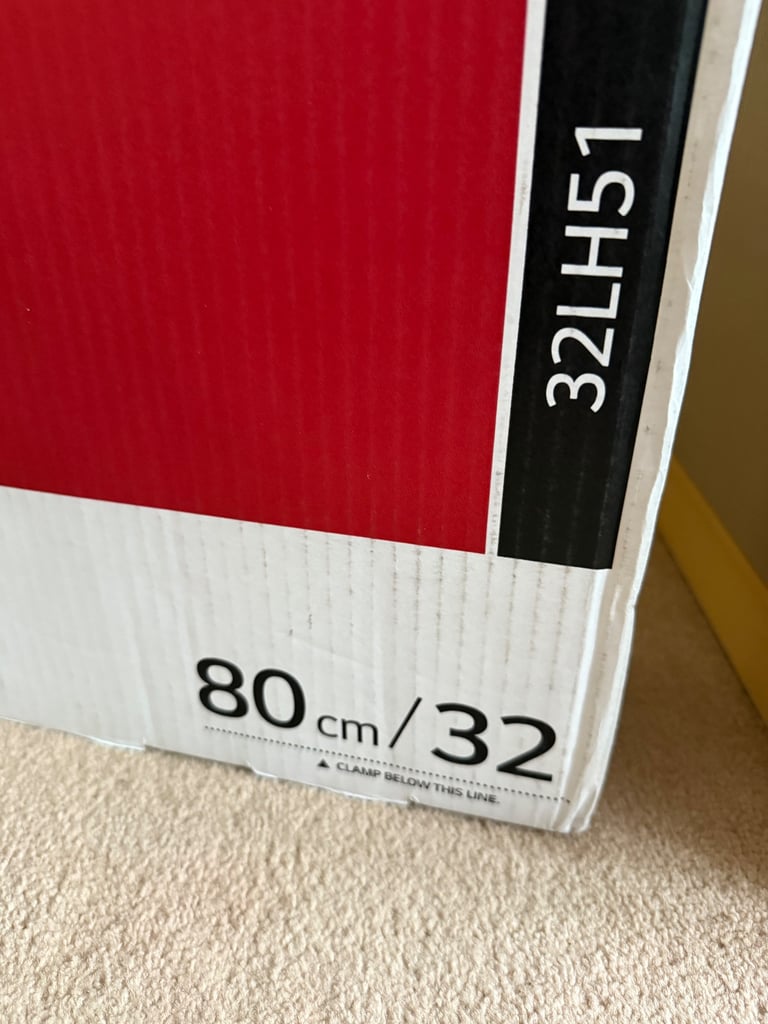 32LH51
80 cm / 32
▲ CLAMP BELOW THIS LINE.